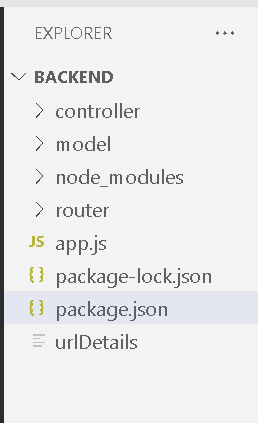 EXPLORER
BACKEND
controller
model
node_modules
router
JS app.js
{} package-lock.json
{} package.json
urlDetails